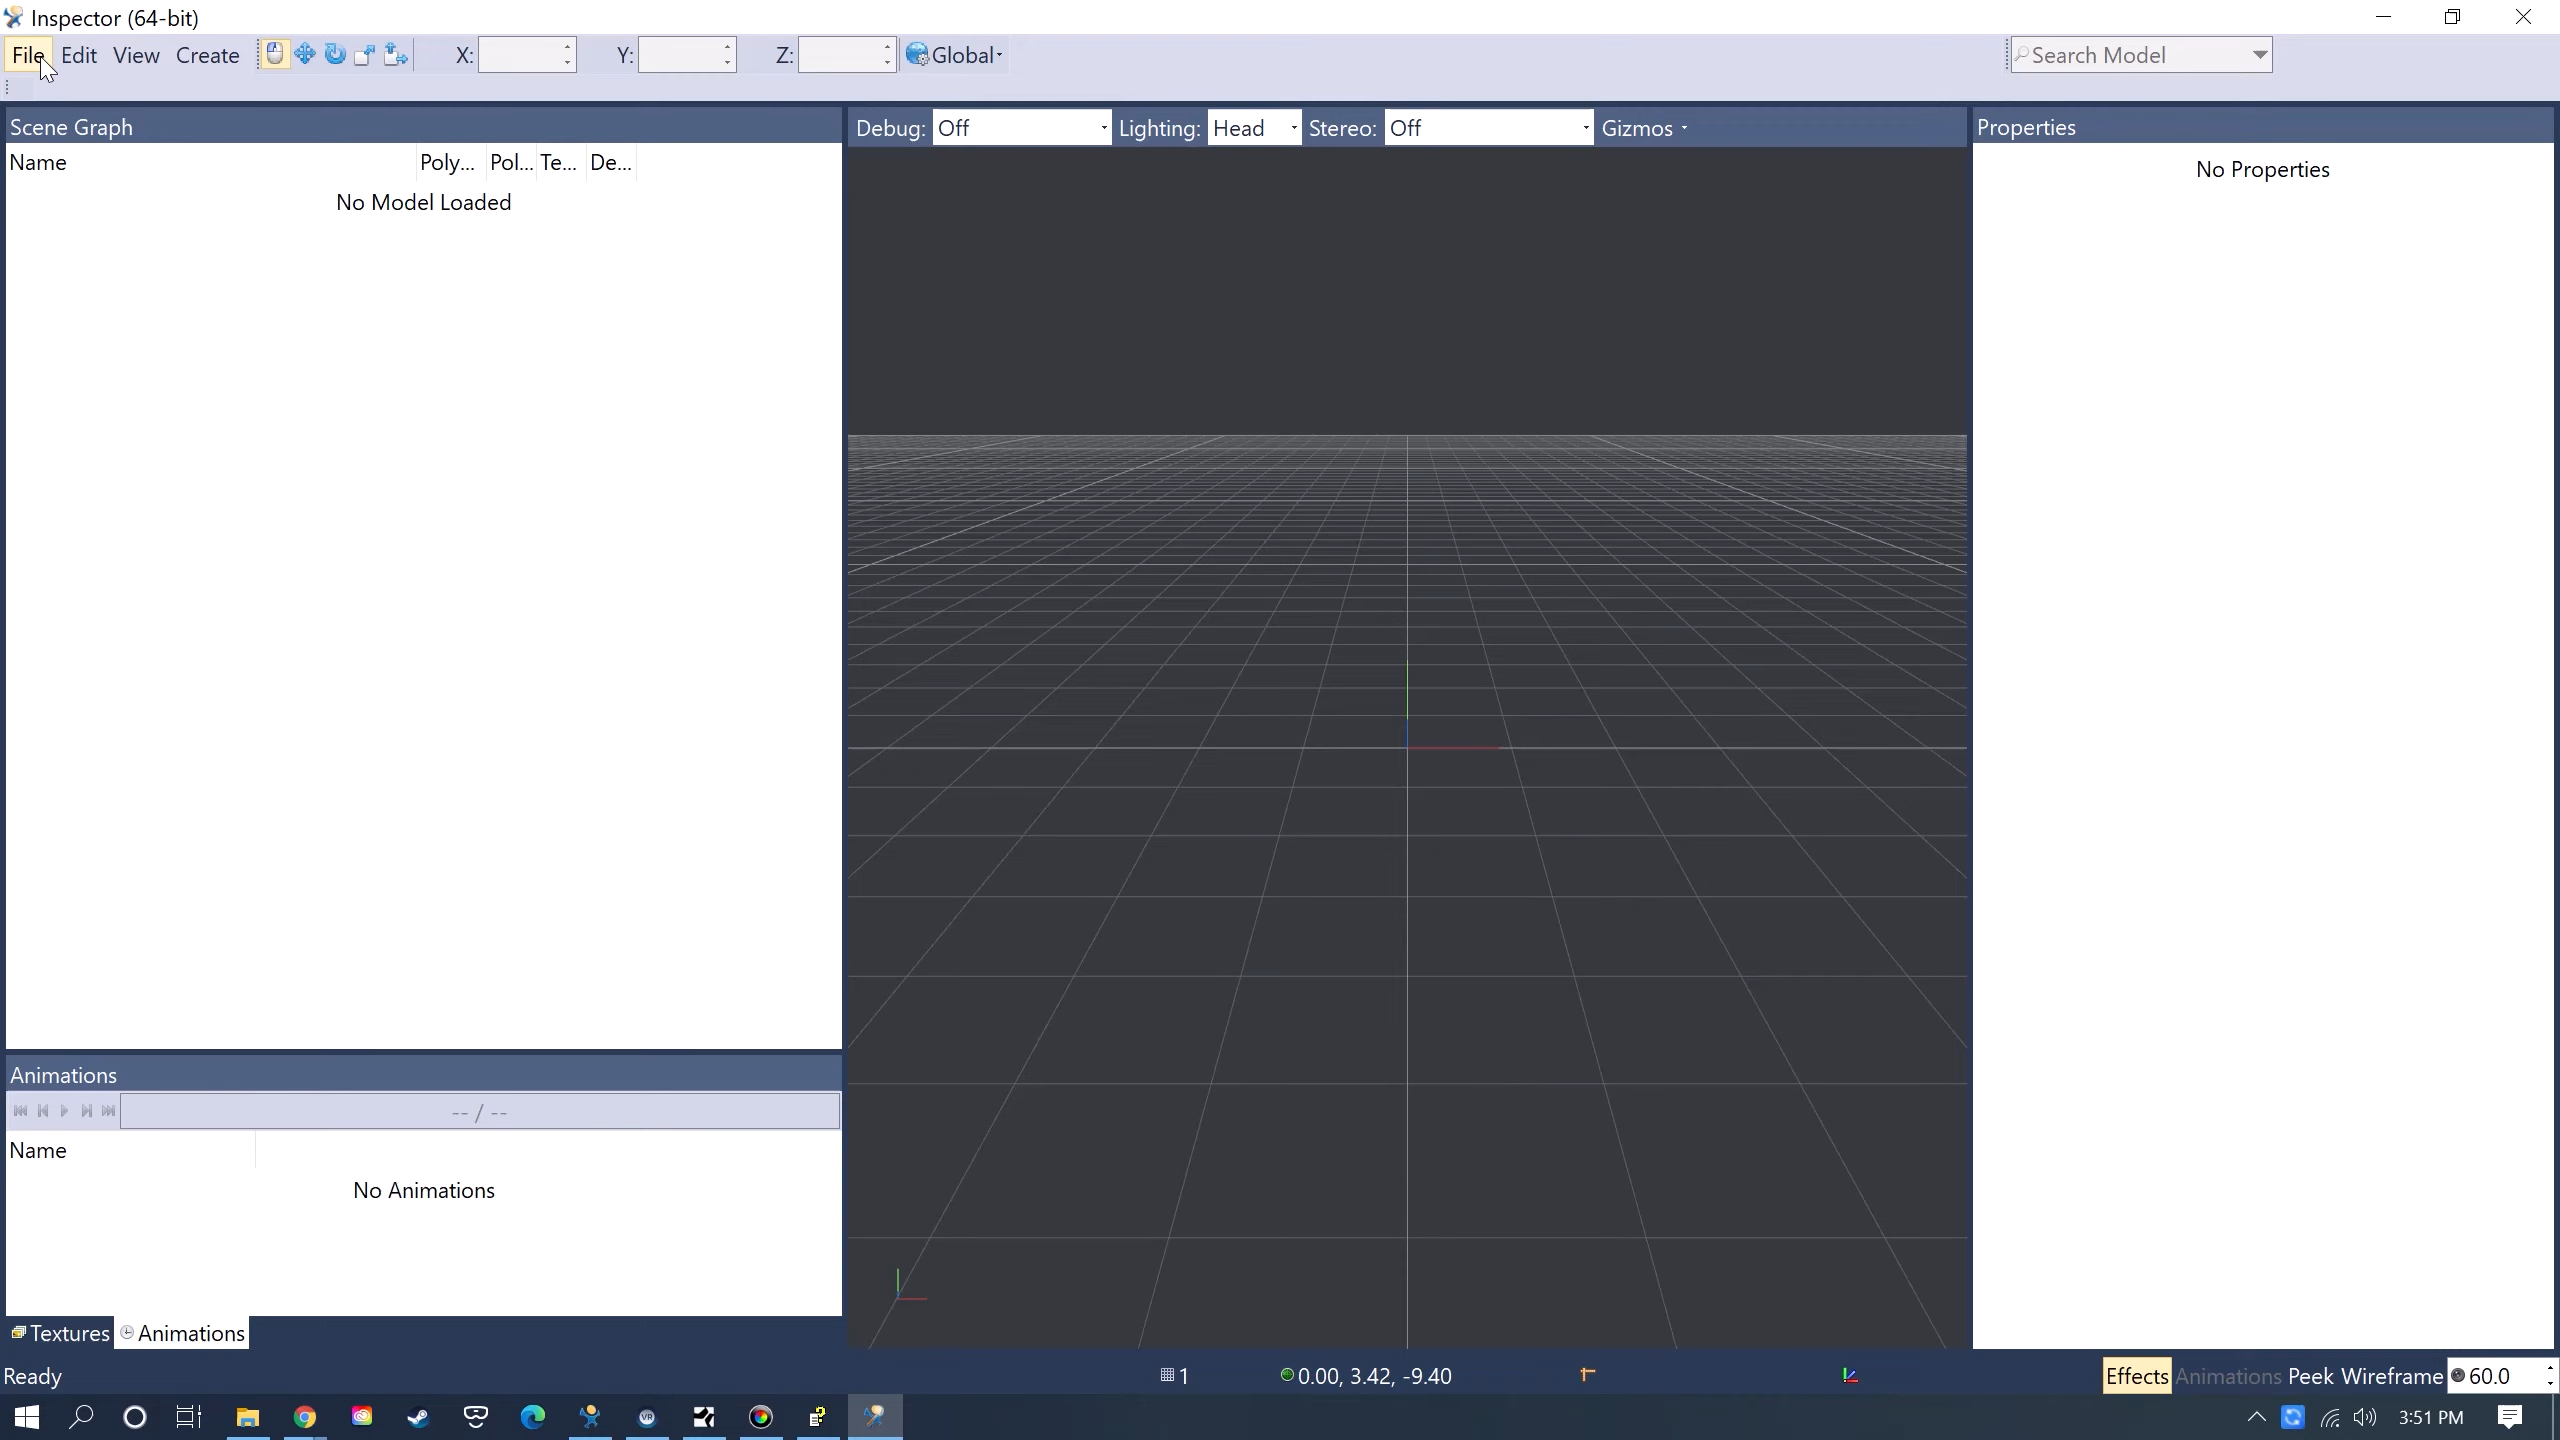 Inspector (64-bit)
File Edit View Create X: Y: Z: Global Search Model
Scene Graph
Name Poly... Pol... Te... De...
No Model Loaded
Debug: Off Lighting: Head Stereo: Off Gizmos
Properties
No Properties
Animations
-- / --
Name
No Animations
Textures Animations
Ready 1 0.00, 3.42, -9.40 Effects Animations Peek Wireframe 60.0
VR 3:51 PM